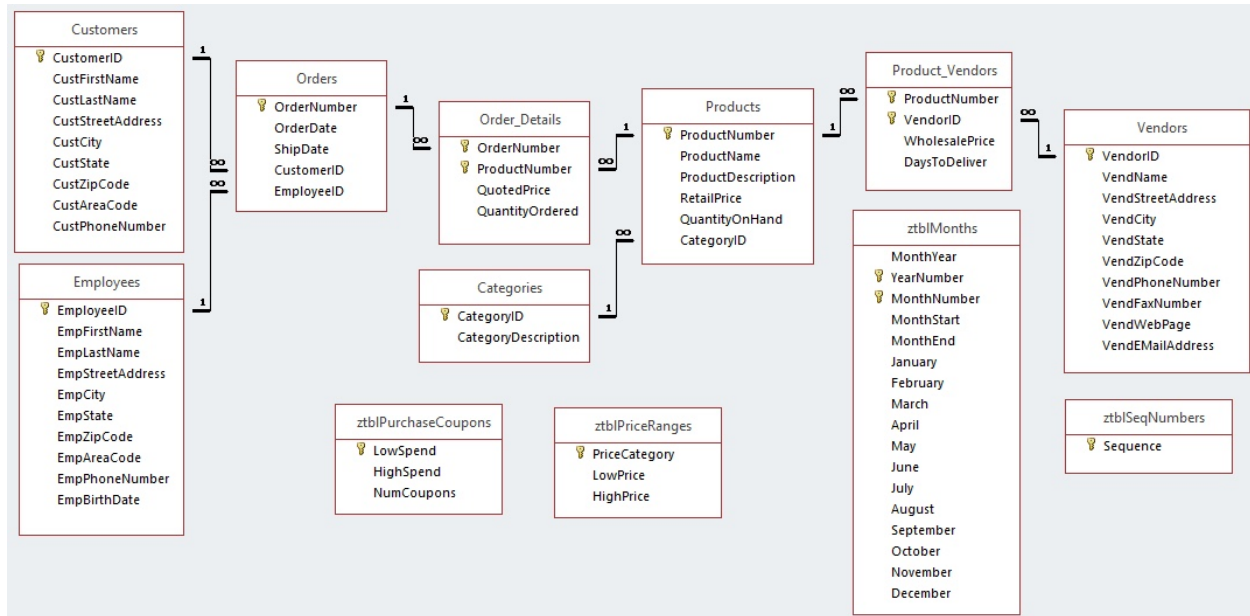 Customers
CustomerID
CustFirstName
CustLastName
CustStreetAddress
CustCity
CustState
CustZipCode
CustAreaCode
CustPhoneNumber
1
∞
∞
1
Employees
EmployeeID
EmpFirstName
EmpLastName
EmpStreetAddress
EmpCity
EmpState
EmpZipCode
EmpAreaCode
EmpPhoneNumber
EmpBirthDate
Orders
OrderNumber
OrderDate
ShipDate
CustomerID
EmployeeID
1
∞
Order_Details
OrderNumber
ProductNumber
QuotedPrice
QuantityOrdered
1
∞
Categories
CategoryID
CategoryDescription
∞
1
Products
ProductNumber
ProductName
ProductDescription
RetailPrice
QuantityOnHand
CategoryID
∞
1
Product_Vendors
ProductNumber
VendorID
WholesalePrice
DaysToDeliver
∞
1
Vendors
VendorID
VendName
VendStreetAddress
VendCity
VendState
VendZipCode
VendPhoneNumber
VendFaxNumber
VendWebPage
VendEMailAddress
ztblPurchaseCoupons
LowSpend
HighSpend
NumCoupons
ztblPriceRanges
PriceCategory
LowPrice
HighPrice
ztblMonths
MonthYear
YearNumber
MonthNumber
MonthStart
MonthEnd
January
February
March
April
May
June
July
August
September
October
November
December
ztblSeqNumbers
Sequence